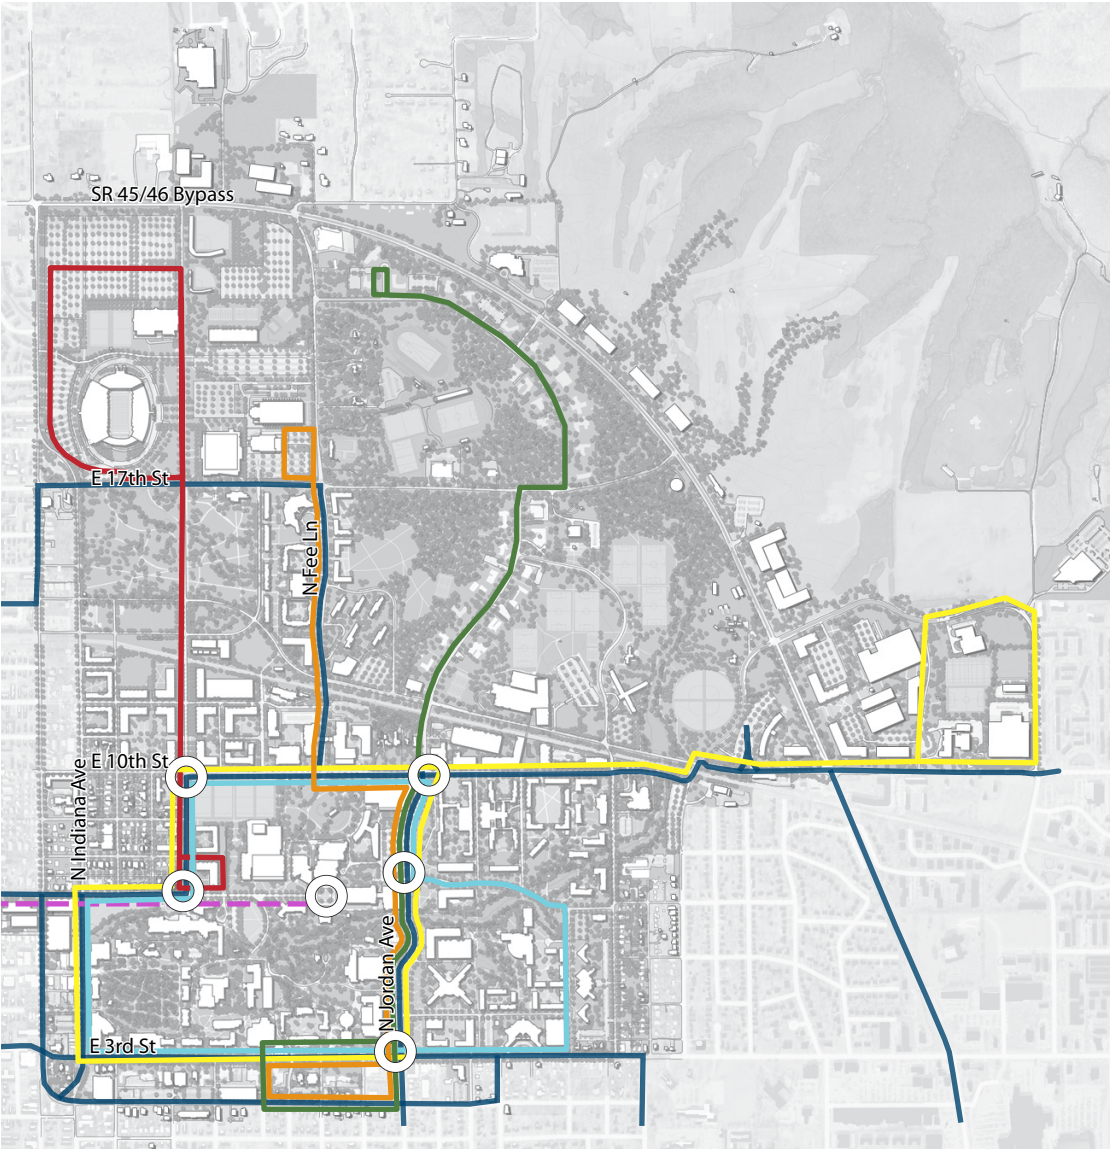 SR 45/46 Bypass
E 17th St
N Fee Ln
E 10th St
N Indiana Ave
N Jordan Ave
E 3rd St